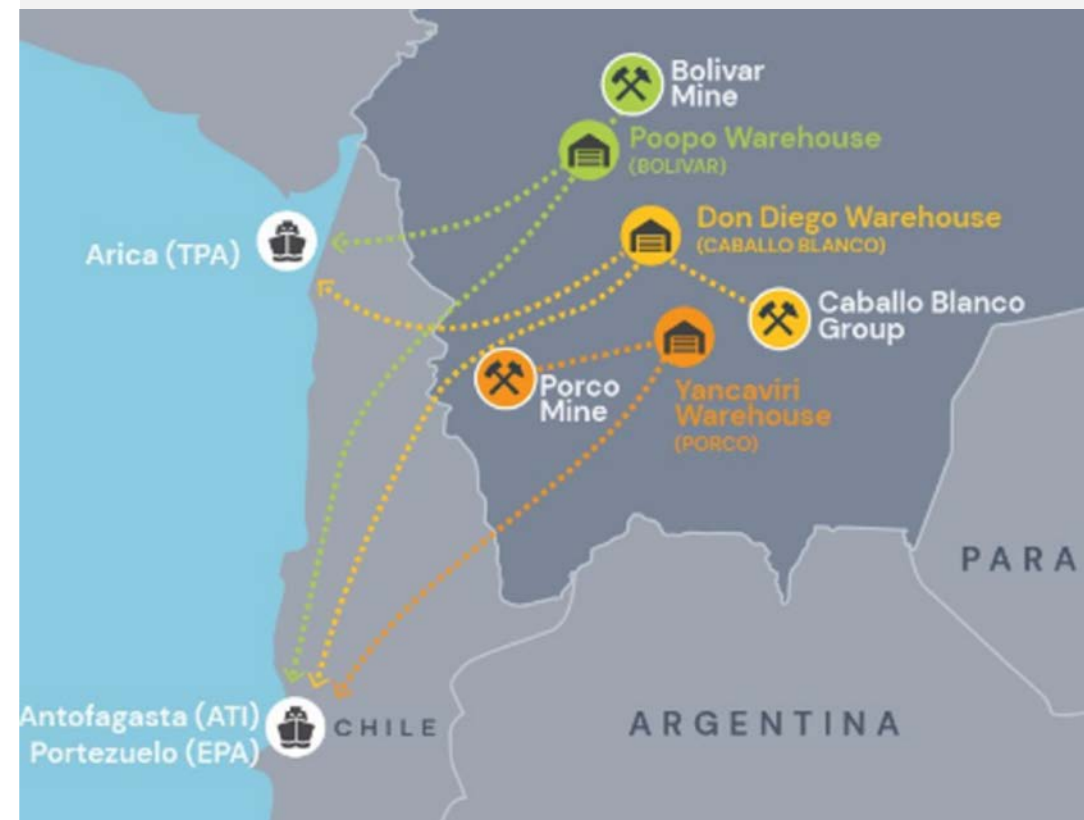 Bolivar
Mine
Poopo Warehouse
(BOLIVAR)
Don Diego Warehouse
(CABALLO BLANCO)
Arica (TPA)
Caballo Blanco
Group
Porco
Mine
Yancaviri
Warehouse
(PORCO)
PARA
Antofagasta (ATI)
Portezuelo (EPA)
CHILE
ARGENTINA